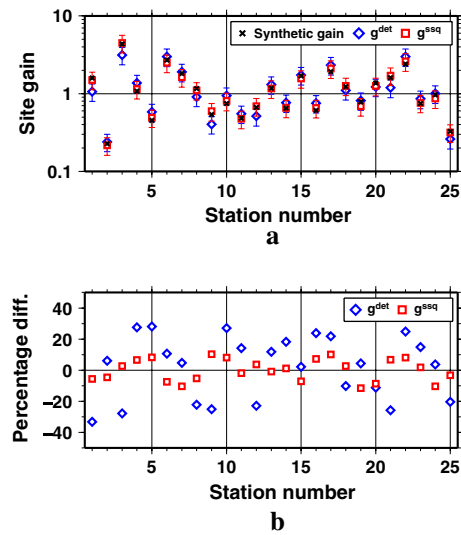 10
Synthetic gain g^det g^ssq
Site gain
1
0.1
5 10 15 20 25
Station number
a
40
g^det g^ssq
20
Percentage diff.
0
−20
−40
5 10 15 20 25
Station number
b